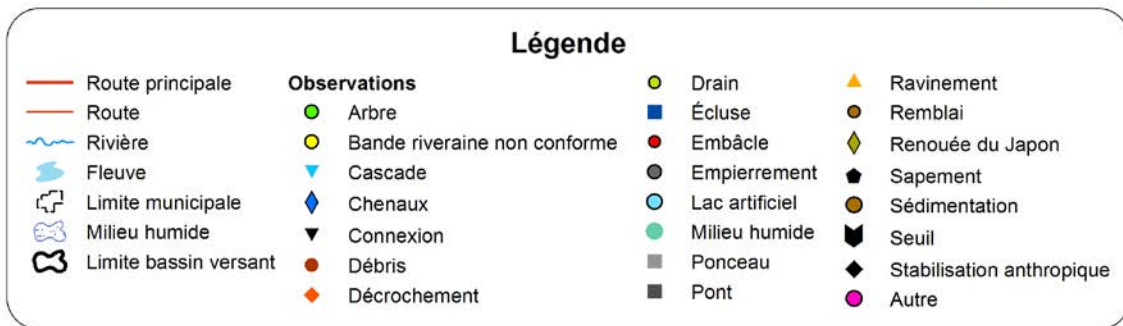 Légende
Route principale
Route
Rivière
Fleuve
Limite municipale
Milieu humide
Limite bassin versant
Observations
Arbre
Bande riveraine non conforme
Cascade
Chenaux
Connexion
Débris
Décrochement
Drain
Écluse
Embâcle
Empierrement
Lac artificiel
Milieu humide
Ponceau
Pont
Ravinement
Remblai
Renouée du Japon
Sapement
Sédimentation
Seuil
Stabilisation anthropique
Autre